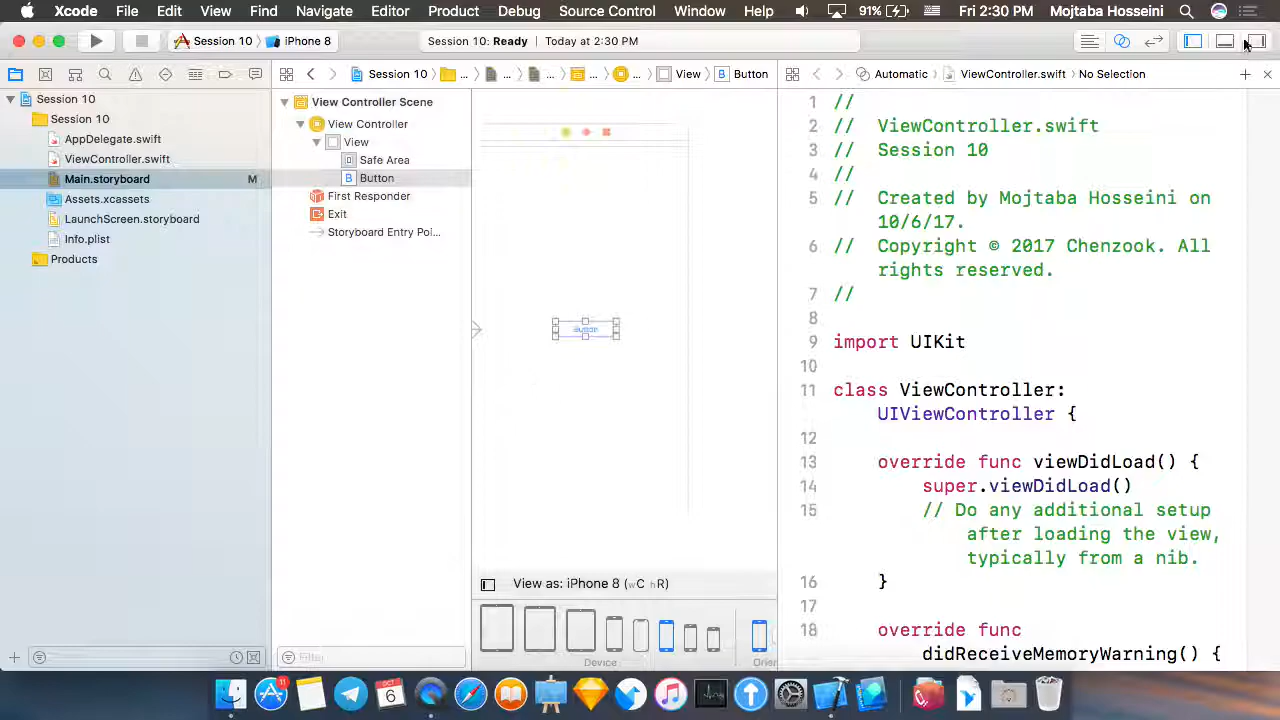 Xcode File Edit View Find Navigate Editor Product Debug Source Control Window Help 91% Fri 2:30 PM Mojtaba Hosseini
Session 10 iPhone 8 Session 10: Ready Today at 2:30 PM
Session 10 ... ... ... ... ... View Button Automatic ViewController.swift No Selection
Session 10
Session 10
AppDelegate.swift
ViewController.swift
Main.storyboard M
Assets.xcassets
LaunchScreen.storyboard
Info.plist
Products
View Controller Scene
View Controller
View
Safe Area
B Button
First Responder
Exit
Storyboard Entry Poi...
Filter
Button
View as: iPhone 8 (wC hR)
Device Orien
1 //
2 // ViewController.swift
3 // Session 10
4 //
5 // Created by Mojtaba Hosseini on
10/6/17.
6 // Copyright © 2017 Chenzook. All
rights reserved.
7 //
8
9 import UIKit
10
11 class ViewController:
UIViewController {
12
13 override func viewDidLoad() {
14 super.viewDidLoad()
15 // Do any additional setup
after loading the view,
typically from a nib.
16 }
17
18 override func
didReceiveMemoryWarning() {
11
OCT
6